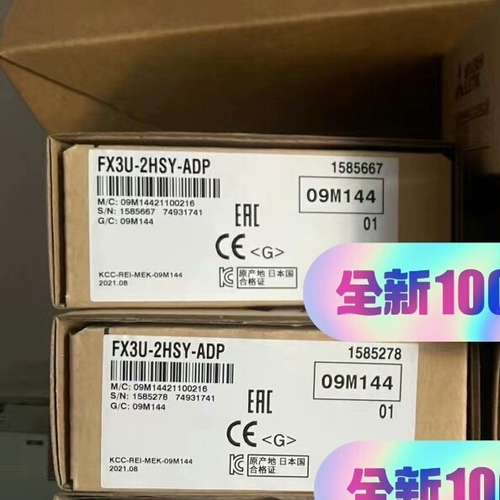 FX3U-2HSY-ADP
1585667
M/C: 09M14421100216
S/N: 1585667 74931741
G/C: 09M144
09M144
01
EAC
CE <G>
KCC-REI-MEK-09M144
2021.08
原产地 日本国
合格证
全新100
FX3U-2HSY-ADP
1585278
M/C: 09M14421100216
S/N: 1585278 74931741
G/C: 09M144
09M144
01
EAC
CE <G>
KCC-REI-MEK-09M144
2021.08
原产地 日本国
合格证
全新100